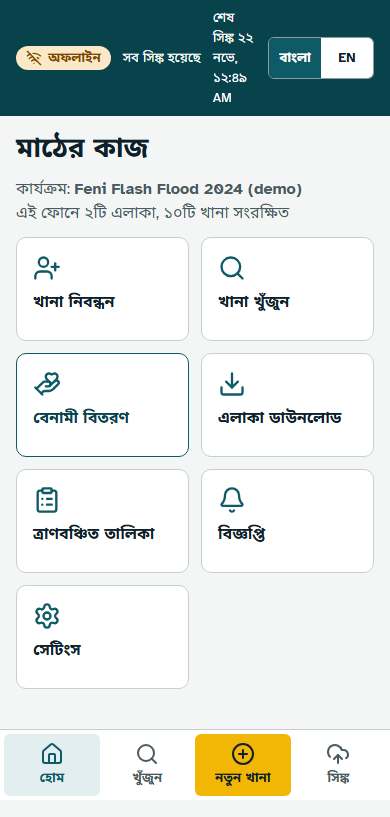 শেষ
সিঙ্ক ২২
নভে,
১২:৪৯
AM
অফলাইন
সব সিঙ্ক হয়েছে
বাংলা
EN
মাঠের কাজ
কার্যক্রম: Feni Flash Flood 2024 (demo)
এই ফোনে ২টি এলাকা, ১০টি খানা সংরক্ষিত
খানা নিবন্ধন
খানা খুঁজুন
বেনামী বিতরণ
এলাকা ডাউনলোড
ত্রাণবঞ্চিত তালিকা
বিজ্ঞপ্তি
সেটিংস
হোম
খুঁজুন
নতুন খানা
সিঙ্ক